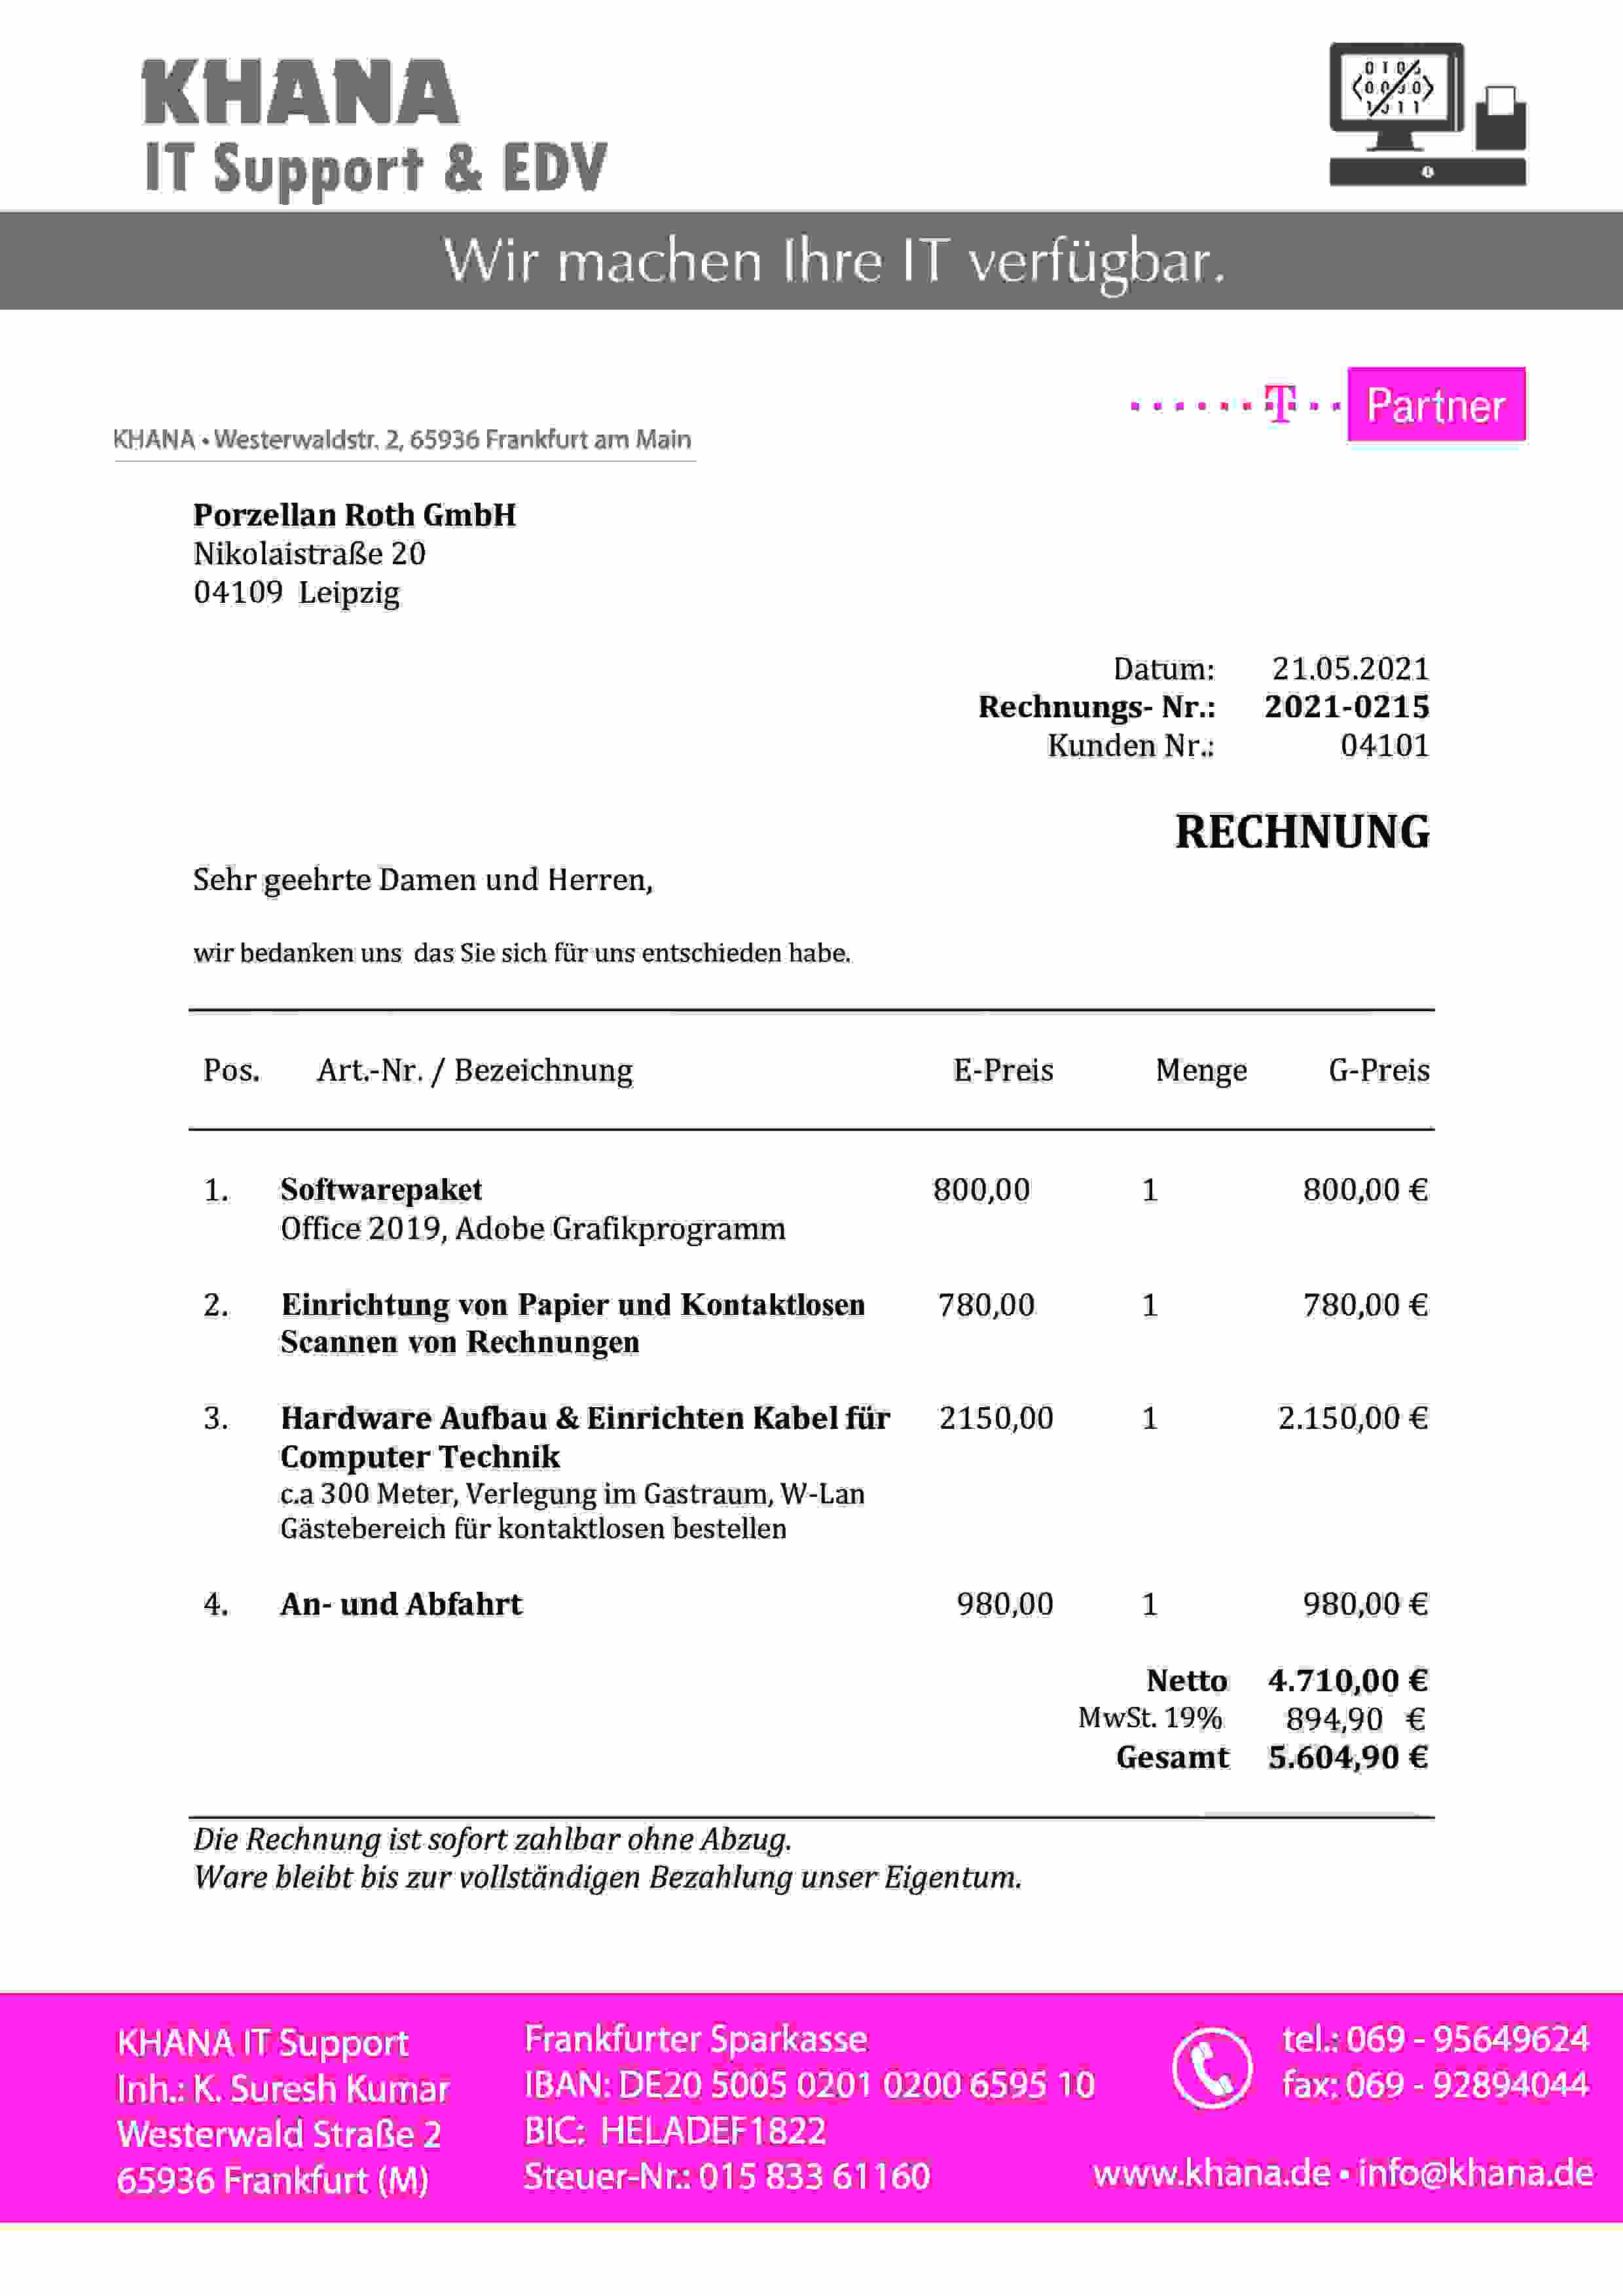 KHANA
IT Support & EDV
Wir machen Ihre IT verfügbar.
T Partner
KHANA • Westerwaldstr. 2, 65936 Frankfurt am Main
Porzellan Roth GmbH
Nikolaistraße 20
04109 Leipzig
Datum: 21.05.2021
Rechnungs- Nr.: 2021-0215
Kunden Nr.: 04101
RECHNUNG
Sehr geehrte Damen und Herren,
wir bedanken uns das Sie sich für uns entschieden habe.
Pos. Art.-Nr. / Bezeichnung E-Preis Menge G-Preis
1. Softwarepaket 800,00 1 800,00 €
Office 2019, Adobe Grafikprogramm
2. Einrichtung von Papier und Kontaktlosen 780,00 1 780,00 €
Scannen von Rechnungen
3. Hardware Aufbau & Einrichten Kabel für 2150,00 1 2.150,00 €
Computer Technik
c.a 300 Meter, Verlegung im Gastraum, W-Lan
Gästebereich für kontaktlosen bestellen
4. An- und Abfahrt 980,00 1 980,00 €
Netto 4.710,00 €
MwSt. 19% 894,90 €
Gesamt 5.604,90 €
Die Rechnung ist sofort zahlbar ohne Abzug.
Ware bleibt bis zur vollständigen Bezahlung unser Eigentum.
KHANA IT Support
Inh.: K. Suresh Kumar
Westerwald Straße 2
65936 Frankfurt (M)
Frankfurter Sparkasse
IBAN: DE20 5005 0201 0200 6595 10
BIC: HELADEF1822
Steuer-Nr.: 015 833 61160
tel.: 069 - 95649624
fax: 069 - 92894044
www.khana.de • info@khana.de